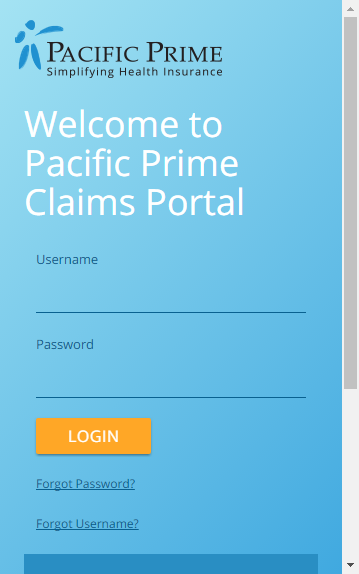 PACIFIC PRIME
Simplifying Health Insurance
Welcome to
Pacific Prime
Claims Portal
Username
Password
LOGIN
Forgot Password?
Forgot Username?